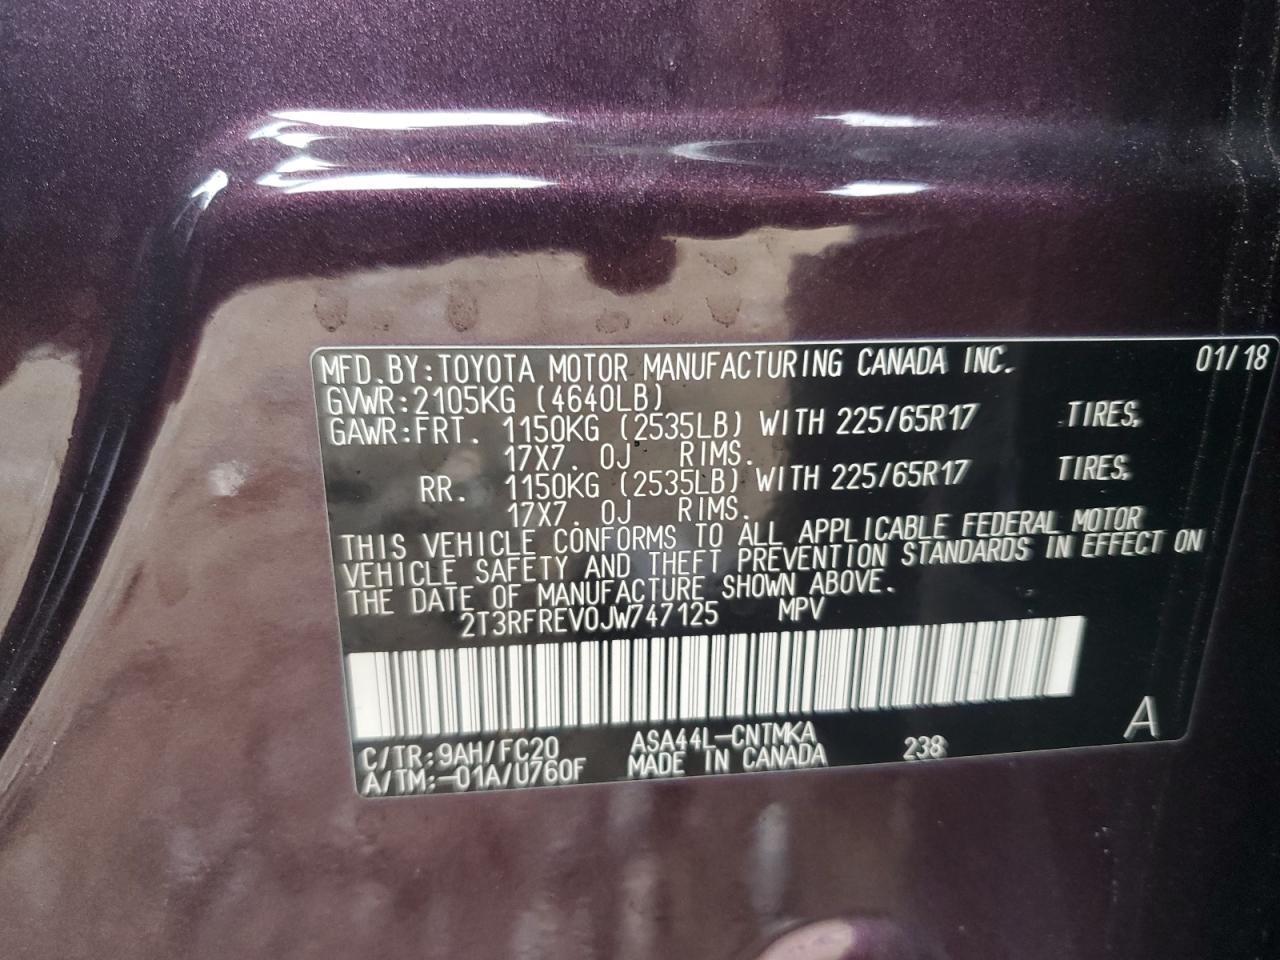 MFD.BY:TOYOTA MOTOR MANUFACTURING CANADA INC. 01/18
GVWR:2105KG (4640LB)
GAWR:FRT. 1150KG (2535LB) WITH 225/65R17 TIRES,
17X7.0J RIMS.
RR. 1150KG (2535LB) WITH 225/65R17 TIRES,
17X7.0J RIMS.
THIS VEHICLE CONFORMS TO ALL APPLICABLE FEDERAL MOTOR
VEHICLE SAFETY AND THEFT PREVENTION STANDARDS IN EFFECT ON
THE DATE OF MANUFACTURE SHOWN ABOVE.
2T3RFREV0JW747125 MPV
C/TR:9AH/FC20 ASA44L-CNTMKA 238 A
A/TM:-01A/U760F MADE IN CANADA